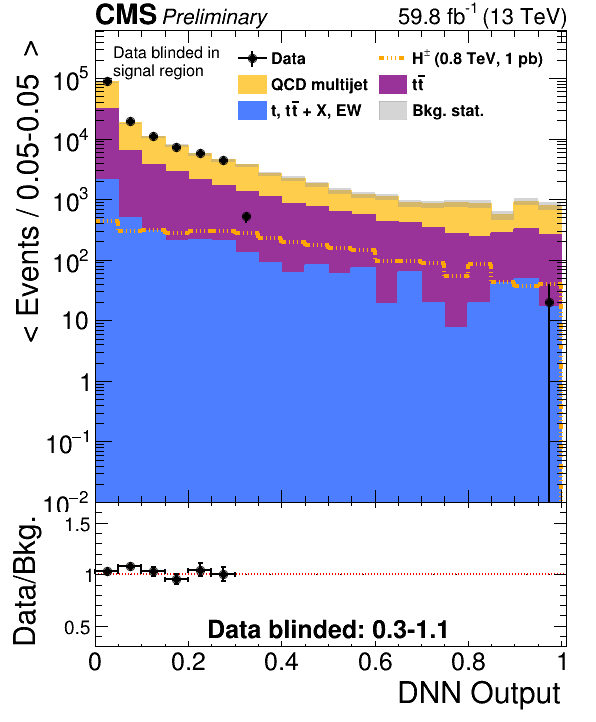 CMS Preliminary 59.8 fb⁻¹ (13 TeV)
Data blinded in
signal region
Data
H± (0.8 TeV, 1 pb)
QCD multijet
tt̄
t, tt̄ + X, EW
Bkg. stat.
< Events / 0.05-0.05 >
10⁵
10⁴
10³
10²
10
1
10⁻¹
10⁻²
Data/Bkg.
1.5
1
0.5
Data blinded: 0.3-1.1
0 0.2 0.4 0.6 0.8 1
DNN Output